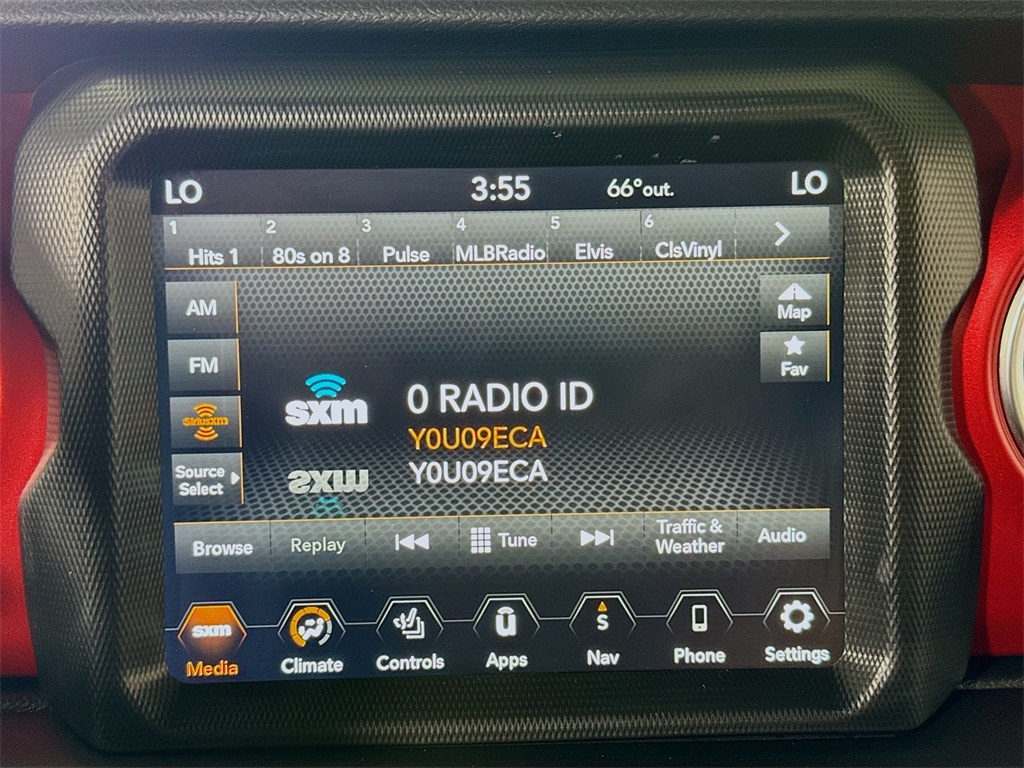 LO 3:55 66°out. LO
1 2 3 4 5 6
Hits 1 80s on 8 Pulse MLBRadio Elvis ClsVinyl
AM
Map
FM
Fav
sxm
0 RADIO ID
SiriusXM
Y0U09ECA
Y0U09ECA
Source
Select
Browse Replay Tune Traffic & Audio
Weather
sxm S
Media Climate Controls Apps Nav Phone Settings